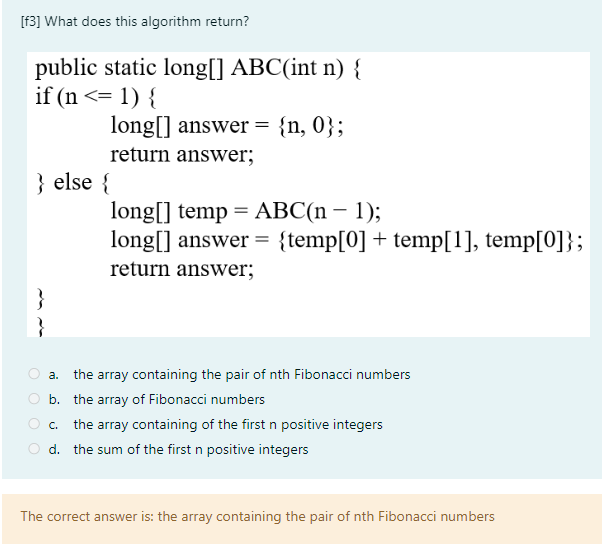 [f3] What does this algorithm return?
public static long[] ABC(int n) {
if (n <= 1) {
long[] answer = {n, 0};
return answer;
} else {
long[] temp = ABC(n − 1);
long[] answer = {temp[0] + temp[1], temp[0]};
return answer;
}
}
a. the array containing the pair of nth Fibonacci numbers
b. the array of Fibonacci numbers
c. the array containing of the first n positive integers
d. the sum of the first n positive integers
The correct answer is: the array containing the pair of nth Fibonacci numbers